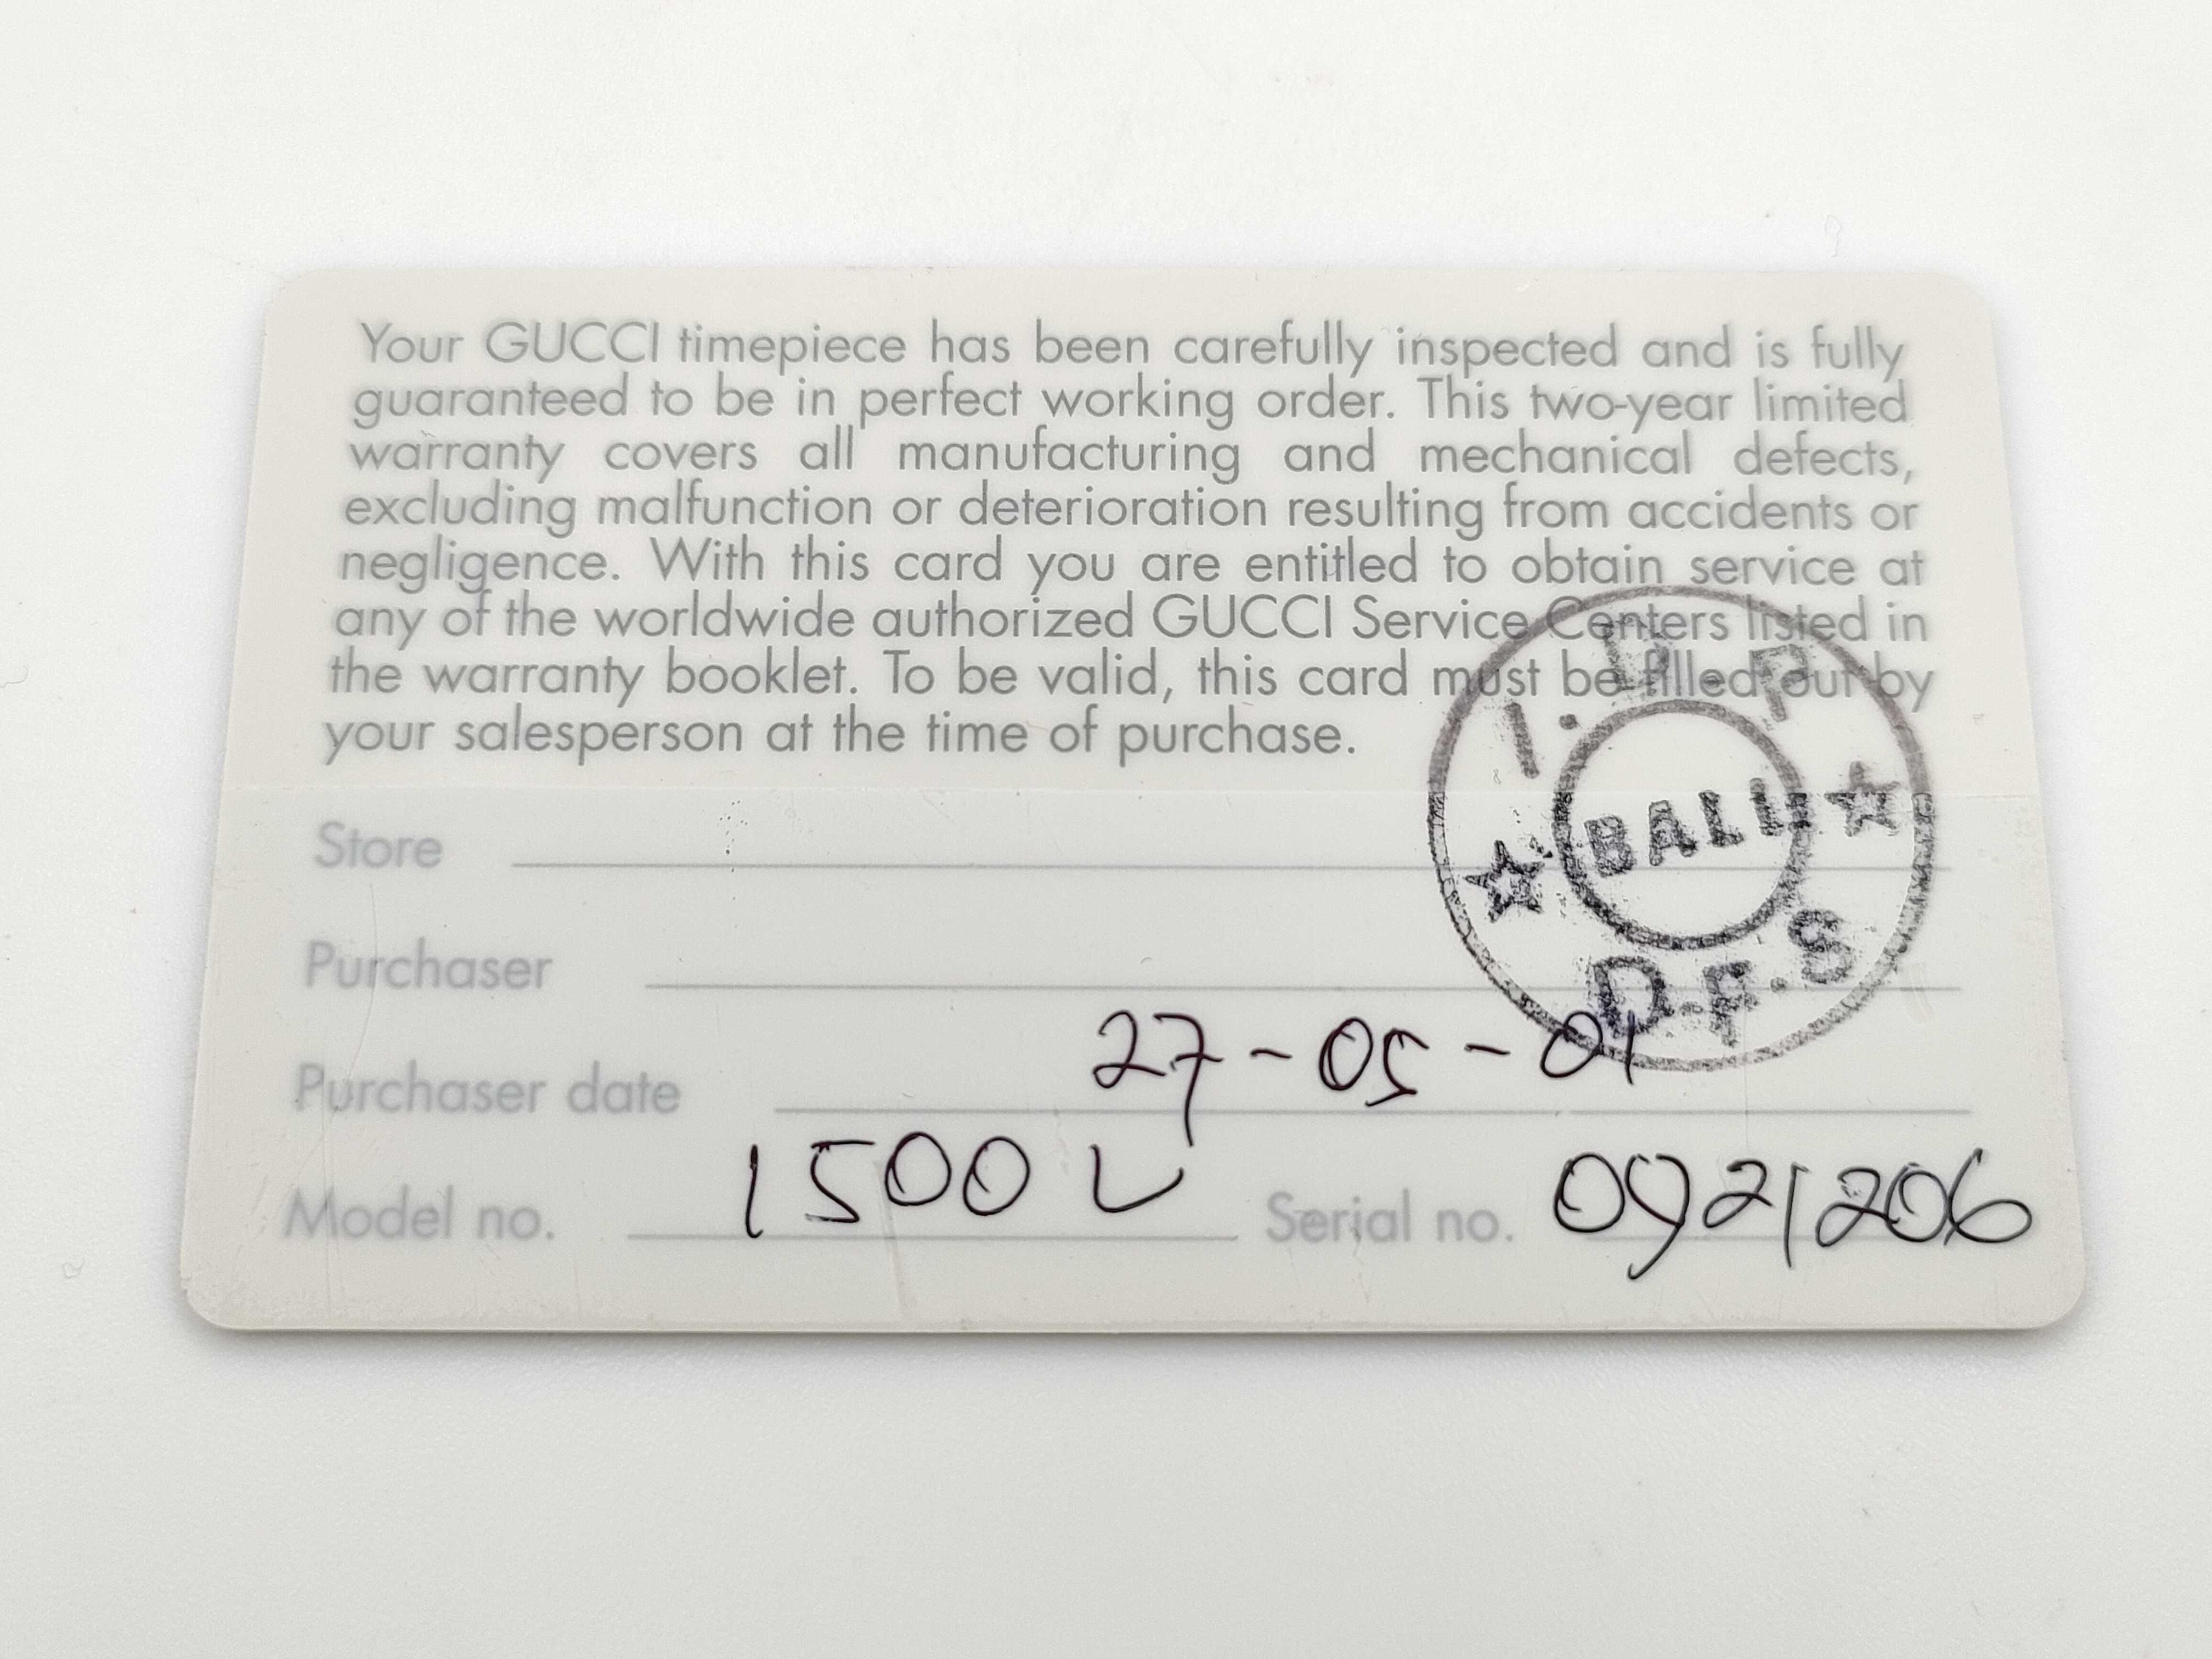 Your GUCCI timepiece has been carefully inspected and is fully
guaranteed to be in perfect working order. This two-year limited
warranty covers all manufacturing and mechanical defects,
excluding malfunction or deterioration resulting from accidents or
negligence. With this card you are entitled to obtain service at
any of the worldwide authorized GUCCI Service Centers listed in
the warranty booklet. To be valid, this card must be filled out by
your salesperson at the time of purchase.
I.D.P
BALI
D.F.S
Store
Purchaser
Purchaser date 27-05-01
Model no. 1500 L Serial no. 0921206